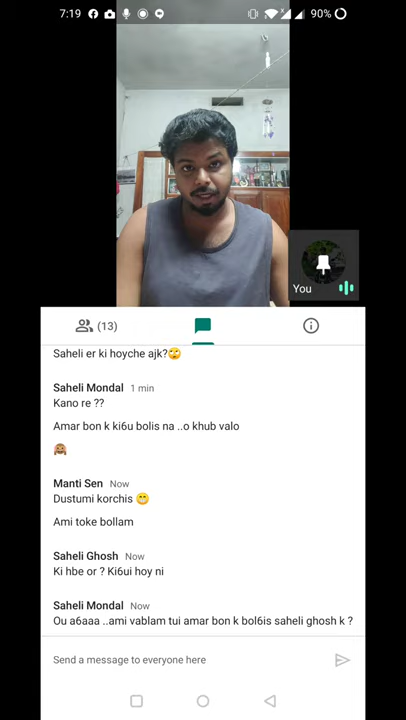 7:19
90%
You
(13)
Saheli er ki hoyche ajk?🙄
Saheli Mondal 1 min
Kano re ??
Amar bon k ki6u bolis na ..o khub valo
🙈
Manti Sen Now
Dustumi korchis 😁
Ami toke bollam
Saheli Ghosh Now
Ki hbe or ? Ki6ui hoy ni
Saheli Mondal Now
Ou a6aaa ..ami vablam tui amar bon k bol6is saheli ghosh k ?
Send a message to everyone here